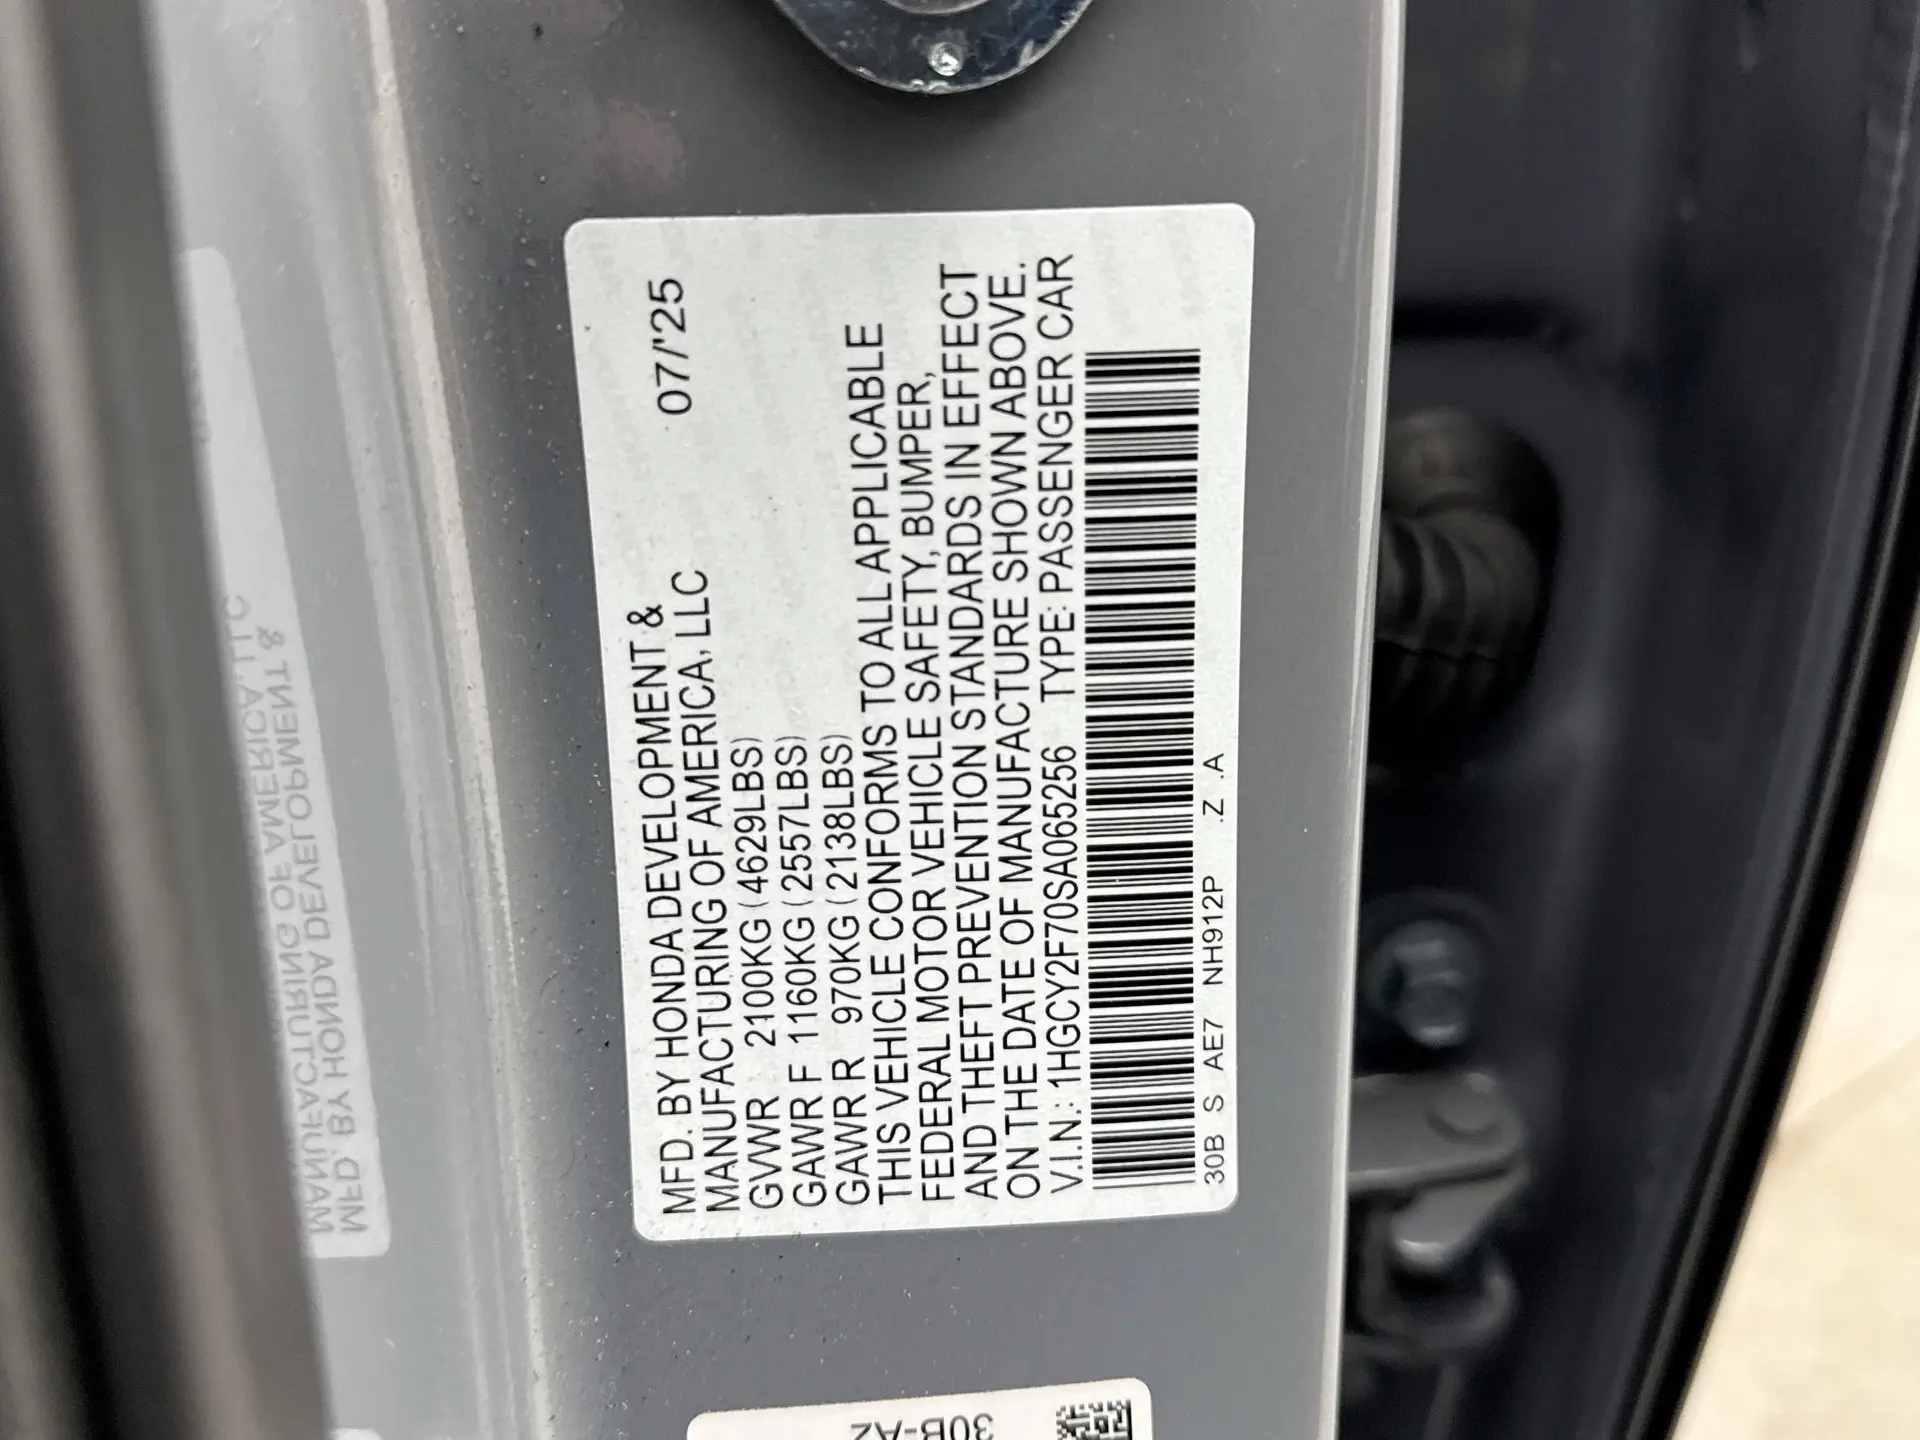 MFD. BY HONDA DEVELOPMENT &
MANUFACTURING OF AMERICA, LLC
07/'25
GVWR 2100KG (4629LBS)
GAWR F 1160KG (2557LBS)
GAWR R 970KG (2138LBS)
THIS VEHICLE CONFORMS TO ALL APPLICABLE
FEDERAL MOTOR VEHICLE SAFETY, BUMPER,
AND THEFT PREVENTION STANDARDS IN EFFECT
ON THE DATE OF MANUFACTURE SHOWN ABOVE.
V.I.N.: 1HGCY2F70SA065256 TYPE: PASSENGER CAR
30B S AE7 NH912P .Z .A
30B-A2